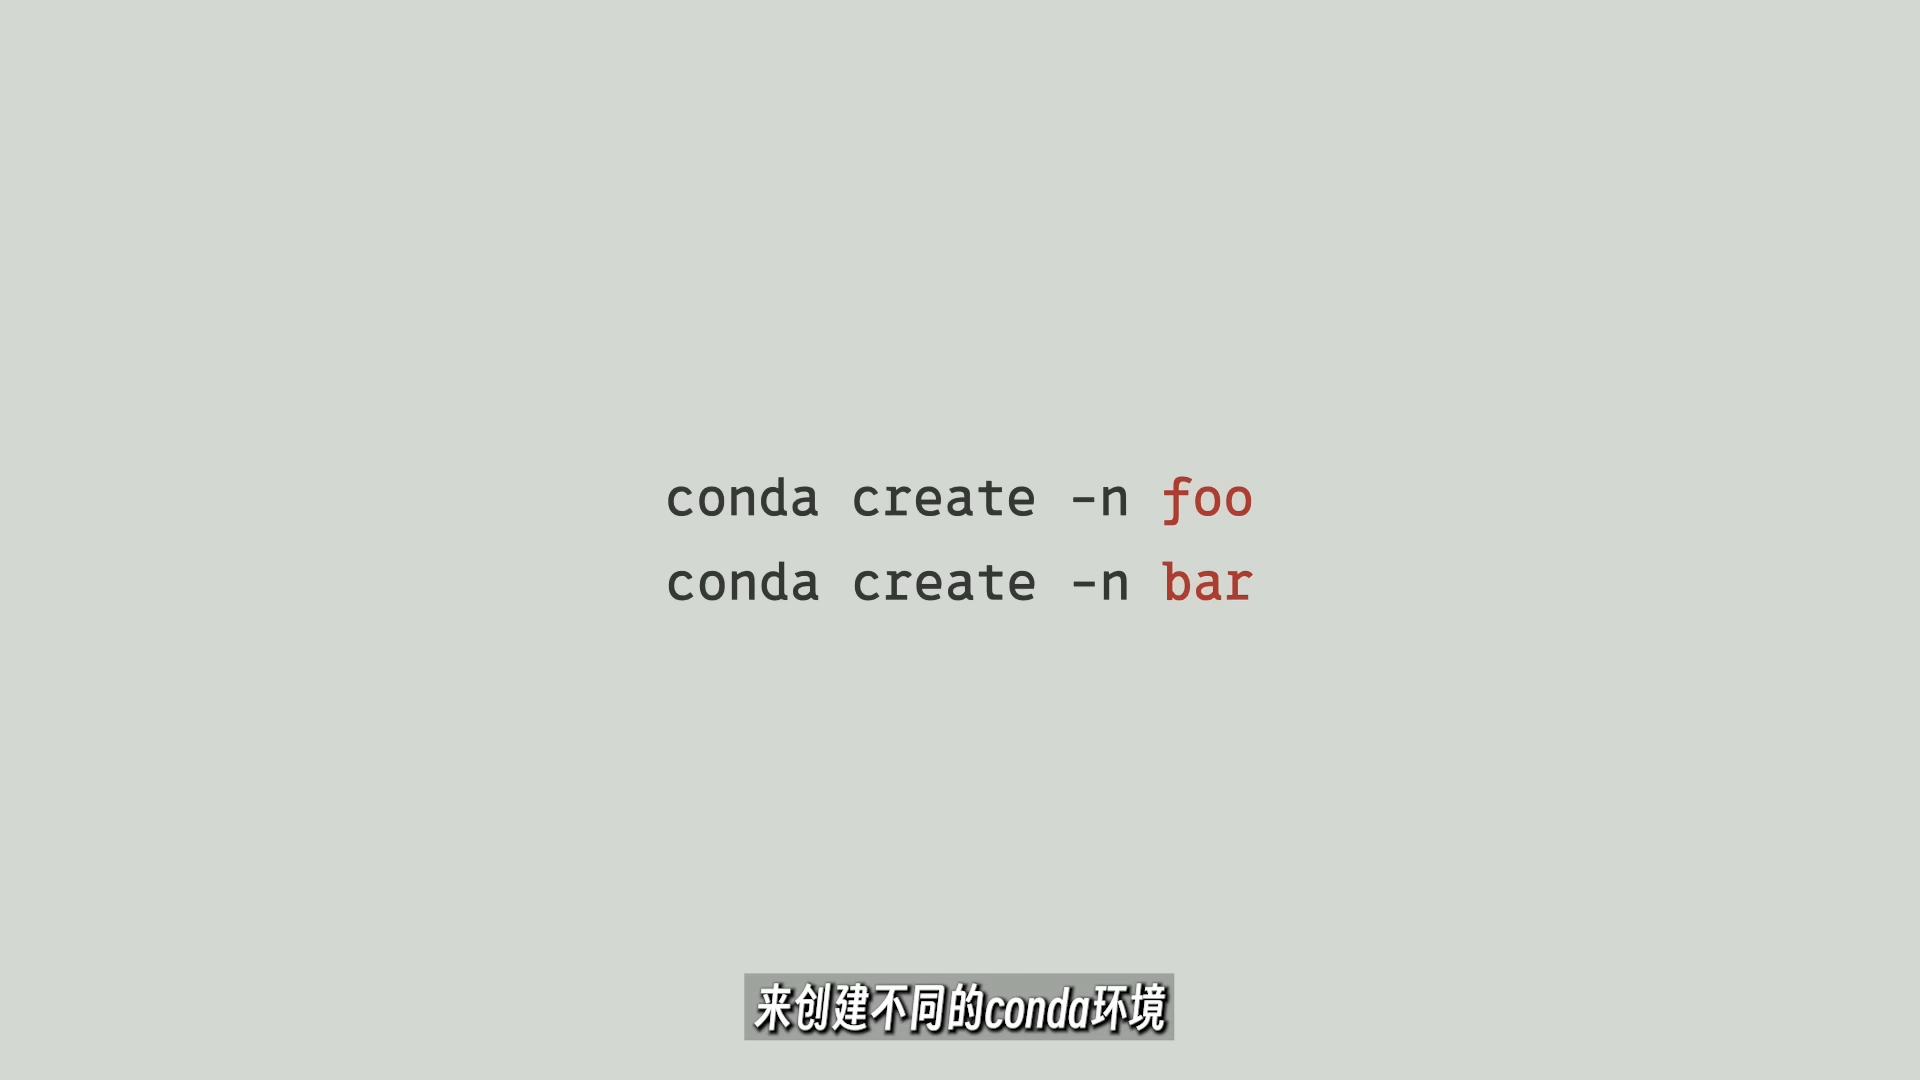 conda create -n foo
conda create -n bar
来创建不同的conda环境